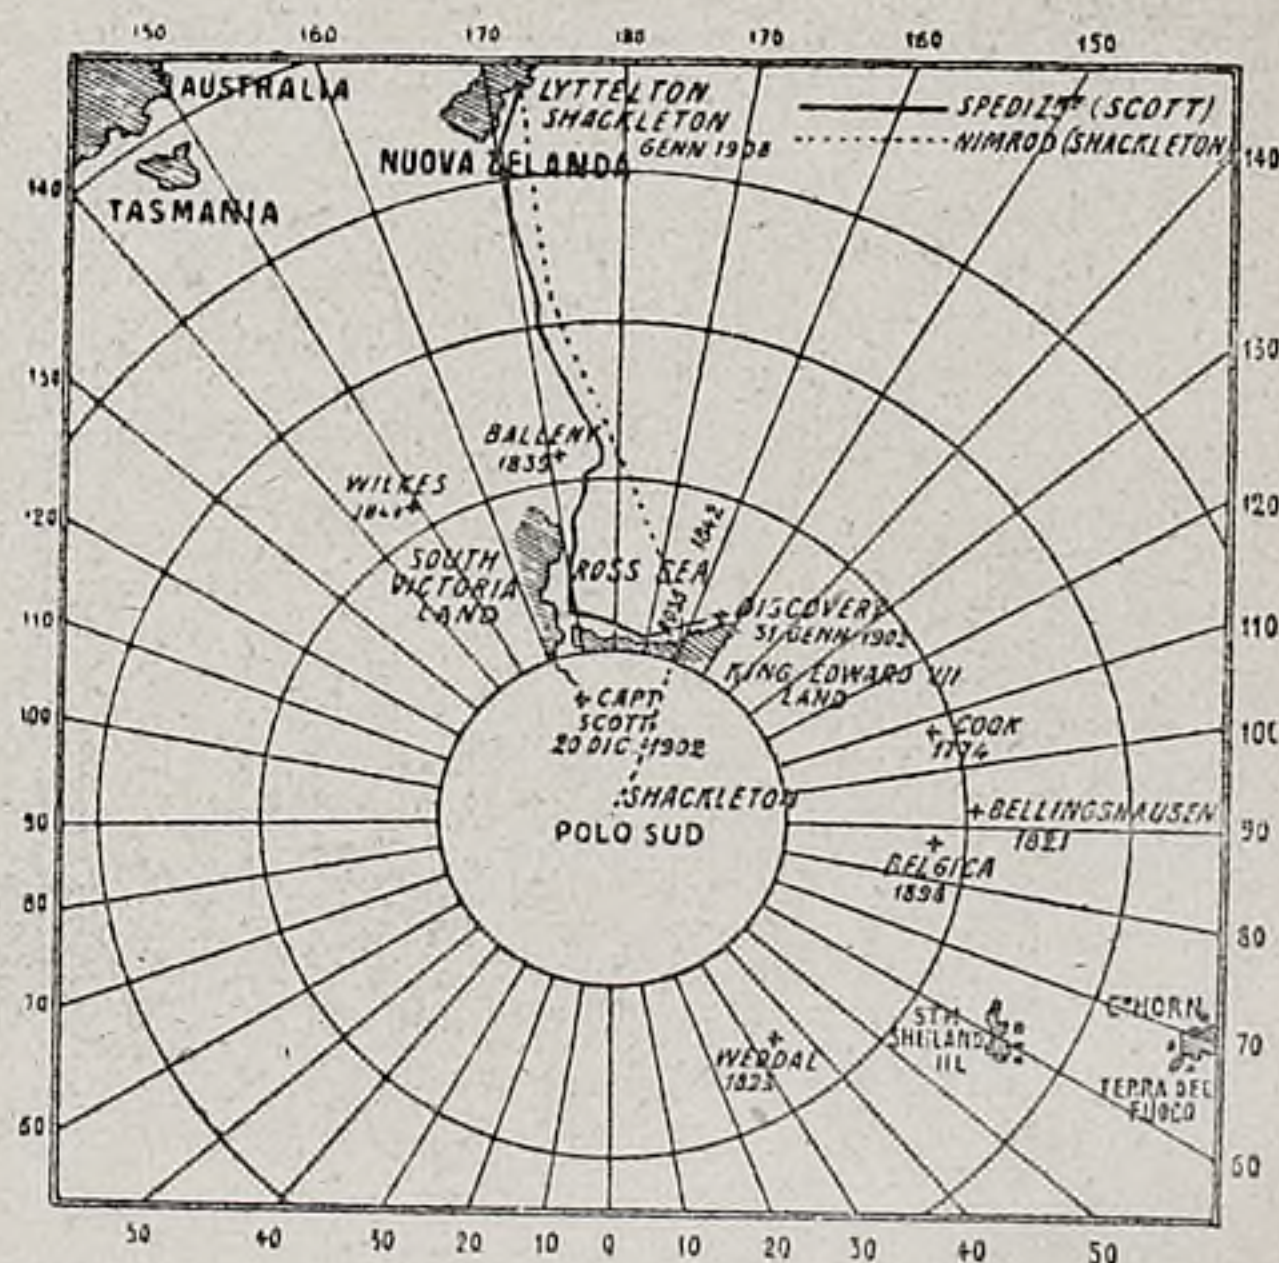 150 160 170 180 170 160 150
AUSTRALIA
TASMANIA
LYTTELTON
SHACKLETON
GENN 1908
NUOVA ZELANDA
SPEDIZ.NE (SCOTT)
NIMROD (SHACKLETON
140
140
130
130
120
120
110
110
100
100
90
90
80
80
70
70
60
60
BALLENY
1839
WILKES
SOUTH
VICTORIA
LAND
ROSS SEA
1842
DISCOVERY
31 GENN 1902
KING EDWARD VII
LAND
CAPT.
SCOTT
20 DIC. 1902
SHACKLETON
POLO SUD
COOK
1774
BELLINGSHAUSEN
1821
BELGICA
1898
WEDDAL
1823
STH
SHETLAND
C. HORN
TERRA DEL
FUOCO
50 40 30 20 10 0 10 20 30 40 50